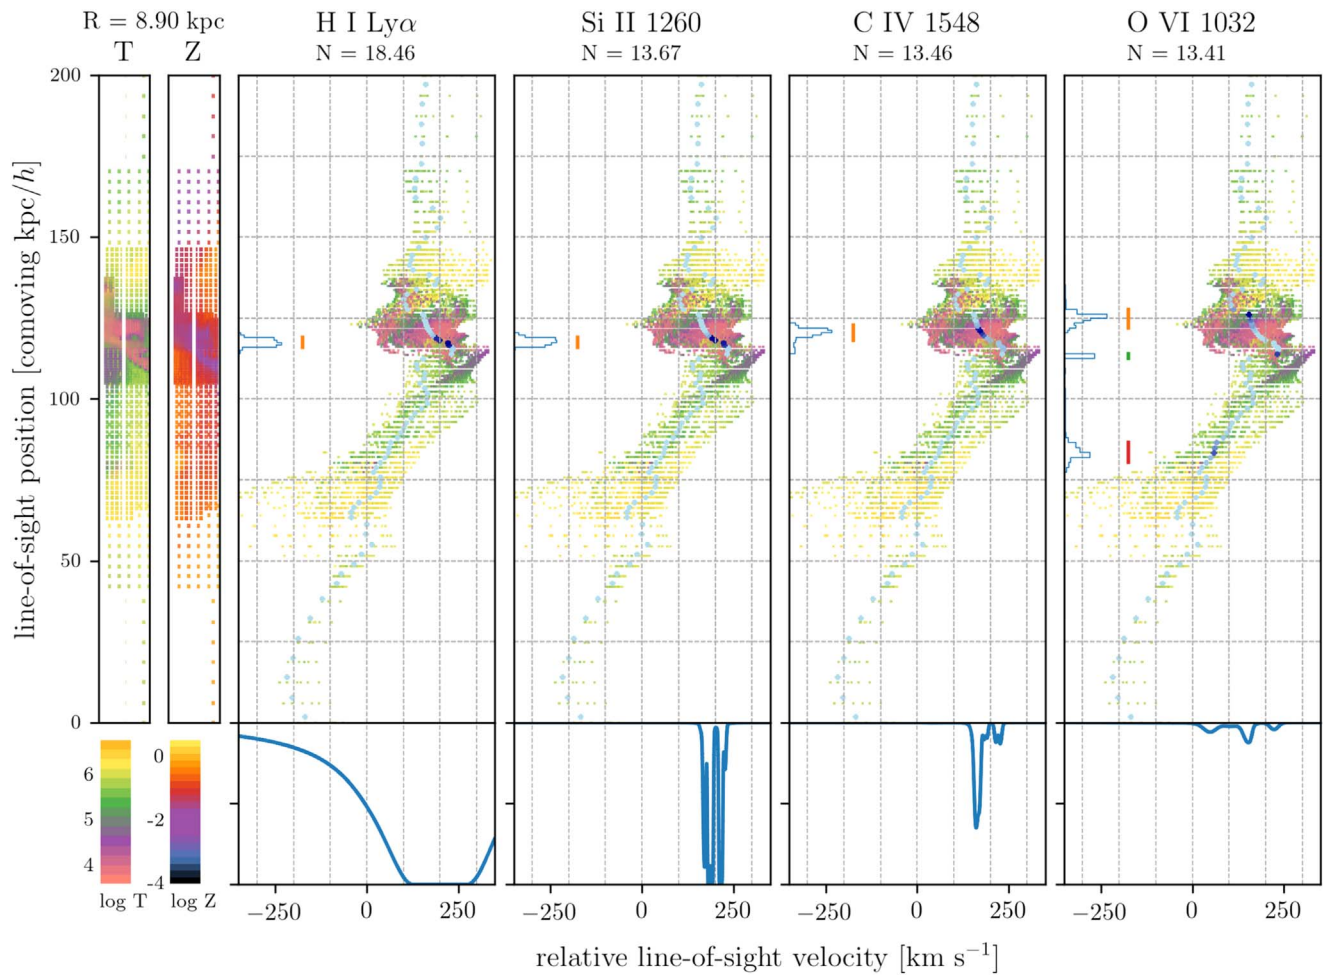 R = 8.90 kpc
T Z
H I Lyα
N = 18.46
Si II 1260
N = 13.67
C IV 1548
N = 13.46
O VI 1032
N = 13.41
line-of-sight position [comoving kpc/h]
200
150
100
50
0
6
5
4
log T
0
-2
-4
log Z
−250 0 250
−250 0 250
−250 0 250
−250 0 250
relative line-of-sight velocity [km s⁻¹]